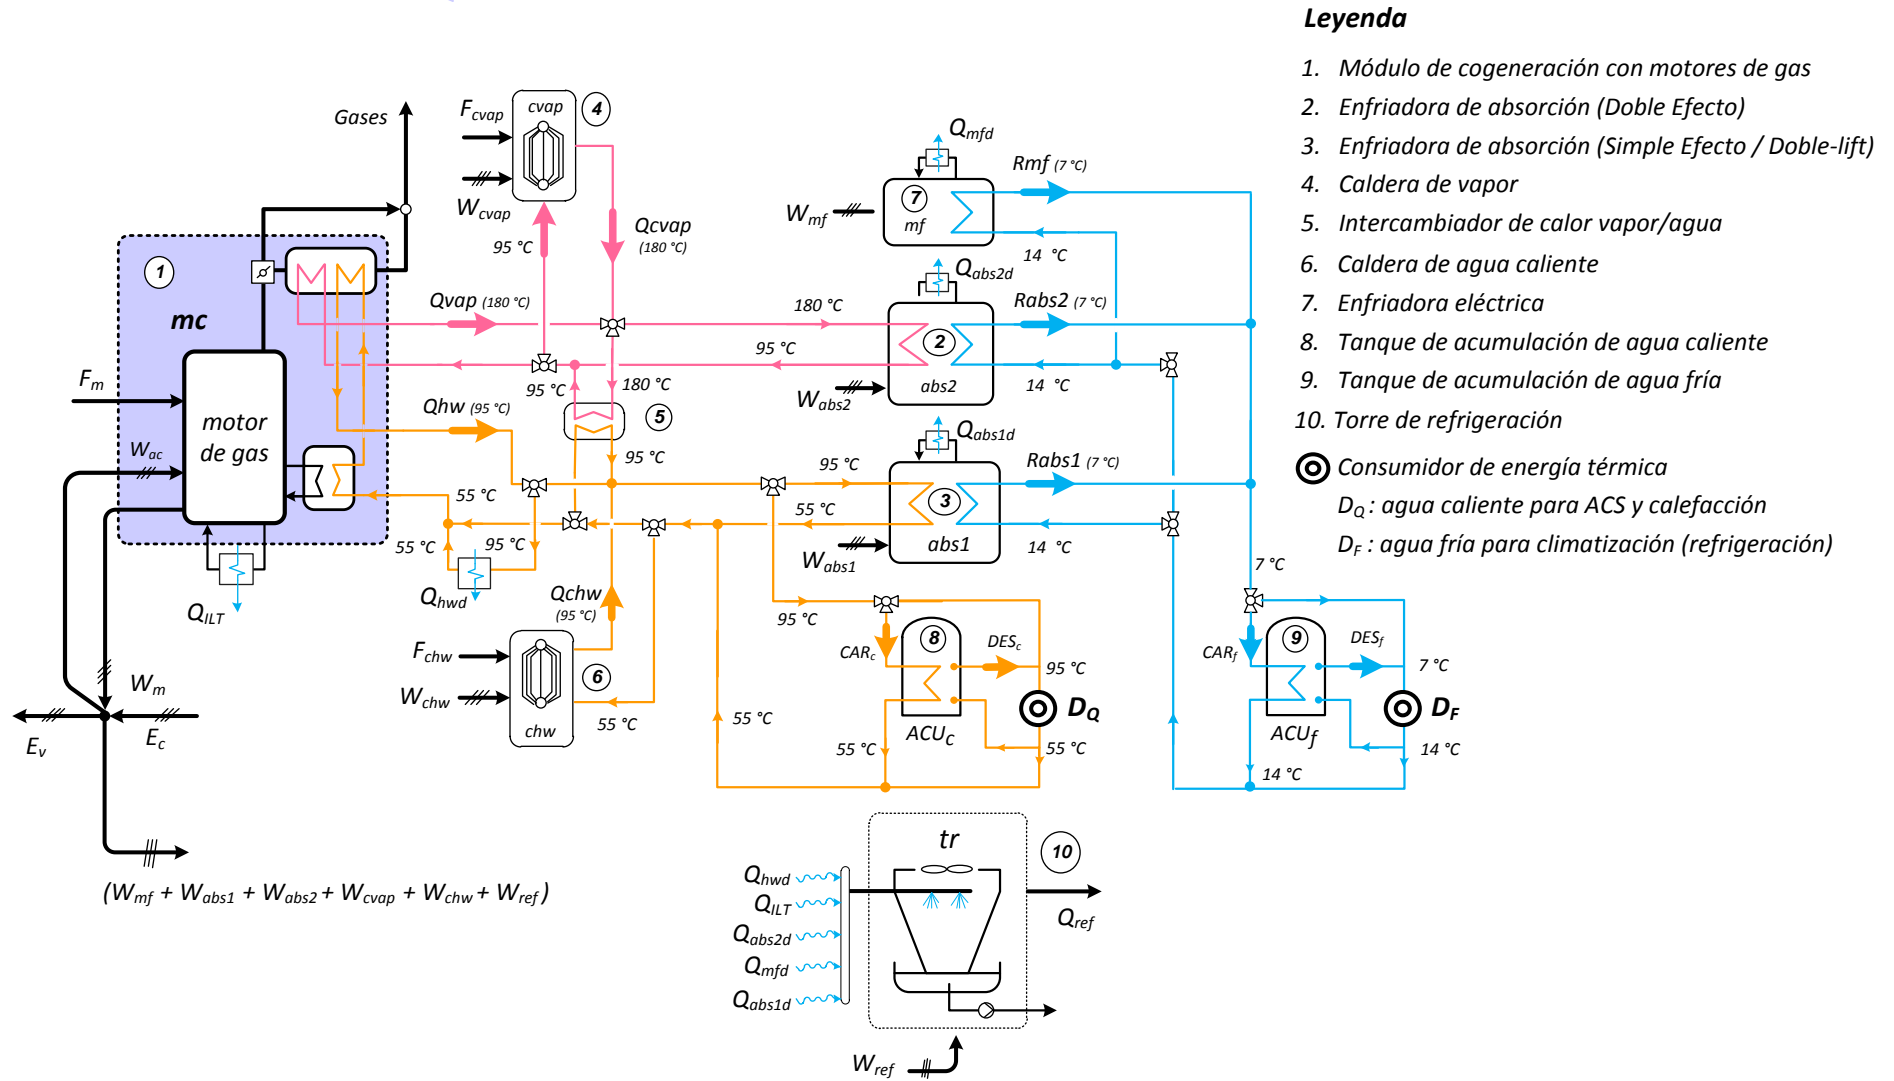 Leyenda
1. Módulo de cogeneración con motores de gas
2. Enfriadora de absorción (Doble Efecto)
3. Enfriadora de absorción (Simple Efecto / Doble-lift)
4. Caldera de vapor
5. Intercambiador de calor vapor/agua
6. Caldera de agua caliente
7. Enfriadora eléctrica
8. Tanque de acumulación de agua caliente
9. Tanque de acumulación de agua fría
10. Torre de refrigeración
Consumidor de energía térmica
DQ : agua caliente para ACS y calefacción
DF : agua fría para climatización (refrigeración)
Gases
1
mc
motor
de gas
Fm
Wac
QILT
Wm
Ev
Ec
(Wmf + Wabs1 + Wabs2 + Wcvap + Wchw + Wref)
Fcvap
cvap
4
Wcvap
95 °C
Qcvap
(180 °C)
Qvap (180 °C)
180 °C
95 °C
95 °C
180 °C
5
Qhw (95 °C)
95 °C
55 °C
55 °C
95 °C
Qhwd
Qchw
(95 °C)
Fchw
Wchw
6
chw
55 °C
Qmfd
7
mf
Wmf
Rmf (7 °C)
14 °C
Qabs2d
2
abs2
Wabs2
Rabs2 (7 °C)
14 °C
Qabs1d
95 °C
55 °C
3
abs1
Wabs1
Rabs1 (7 °C)
14 °C
7 °C
95 °C
CARc
8
DESc
95 °C
DQ
ACUC
55 °C
55 °C
55 °C
CARf
9
DESf
7 °C
DF
ACUf
14 °C
14 °C
tr
10
Qhwd
QILT
Qabs2d
Qmfd
Qabs1d
Qref
Wref